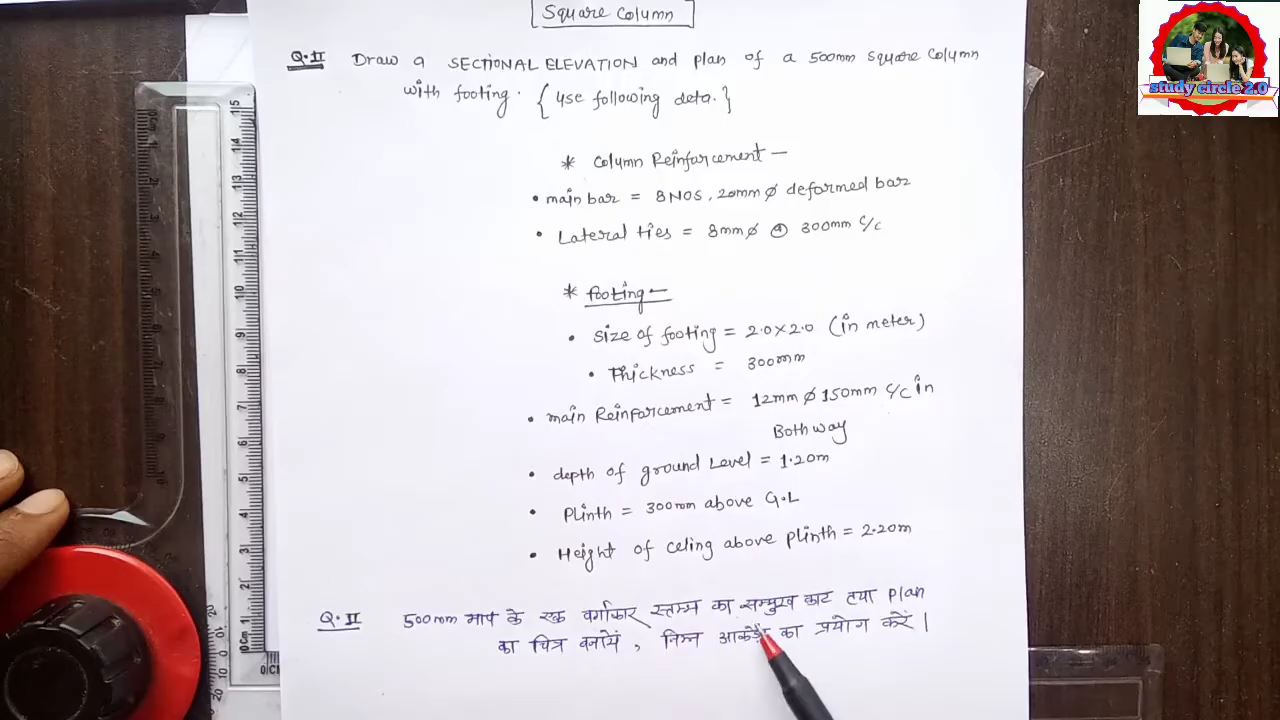 Square Column
Q.II Draw a SECTIONAL ELEVATION and plan of a 500mm square column
with footing. { Use following deta. }
* Column Reinforcement —
• main bar = 8 NOS, 20mm ϕ deformed bar
• Lateral ties = 8mm ϕ @ 300mm c/c
* footing —
• Size of footing = 2.0×2.0 (in meter)
• Thickness = 300mm
• main Reinforcement = 12mm ϕ 150mm c/c in
Both way
• depth of ground Level = 1.20m
• Plinth = 300mm above G.L
• Height of celing above plinth = 2.20m
Q.II 500mm माप के एक वर्गाकार स्तम्भ का सम्मुख काट तथा Plan
का चित्र बनायें , निम्न आकड़ें का प्रयोग करें |
study circle 2.0